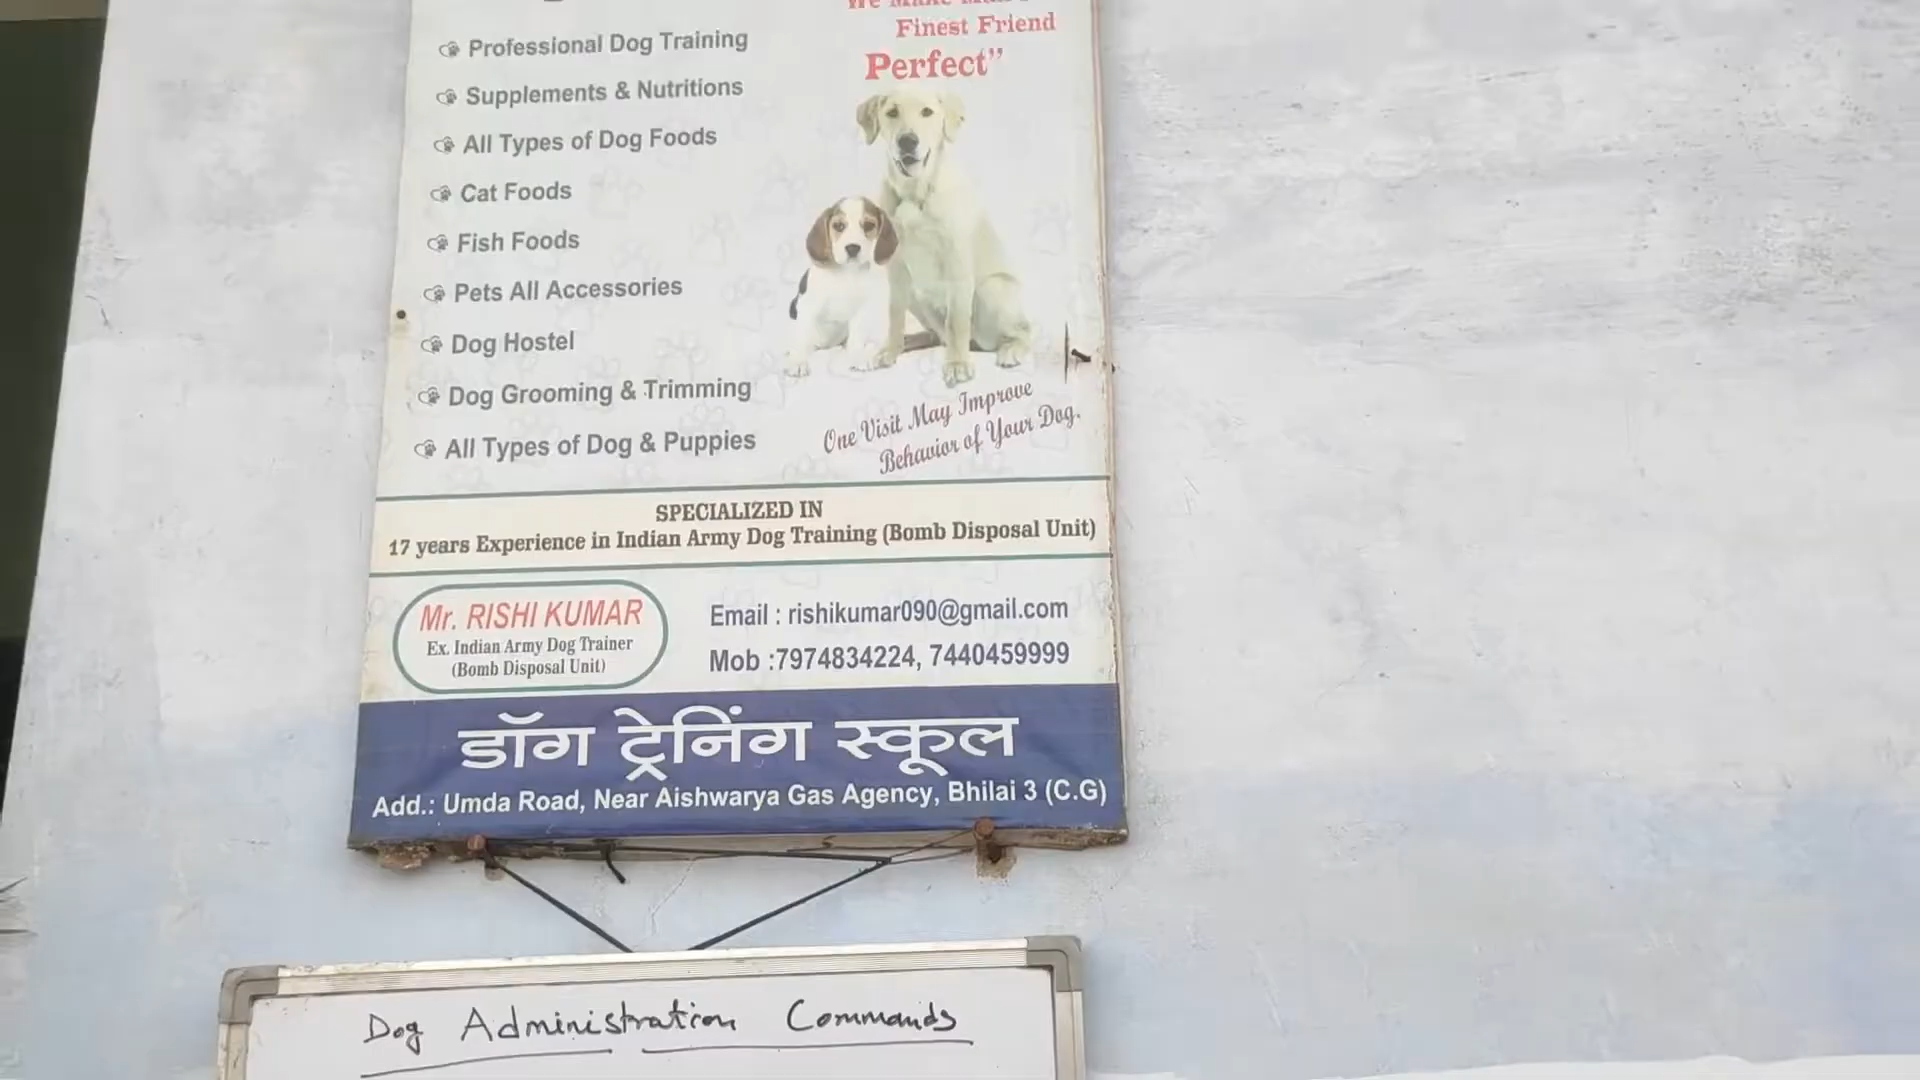 Finest Friend
Perfect”
Professional Dog Training
Supplements & Nutritions
All Types of Dog Foods
Cat Foods
Fish Foods
Pets All Accessories
Dog Hostel
Dog Grooming & Trimming
All Types of Dog & Puppies
One Visit May Improve
Behavior of Your Dog.
SPECIALIZED IN
17 years Experience in Indian Army Dog Training (Bomb Disposal Unit)
Mr. RISHI KUMAR
Ex. Indian Army Dog Trainer
(Bomb Disposal Unit)
Email : rishikumar090@gmail.com
Mob :7974834224, 7440459999
डॉग ट्रेनिंग स्कूल
Add.: Umda Road, Near Aishwarya Gas Agency, Bhilai 3 (C.G)
Dog Administration Commands